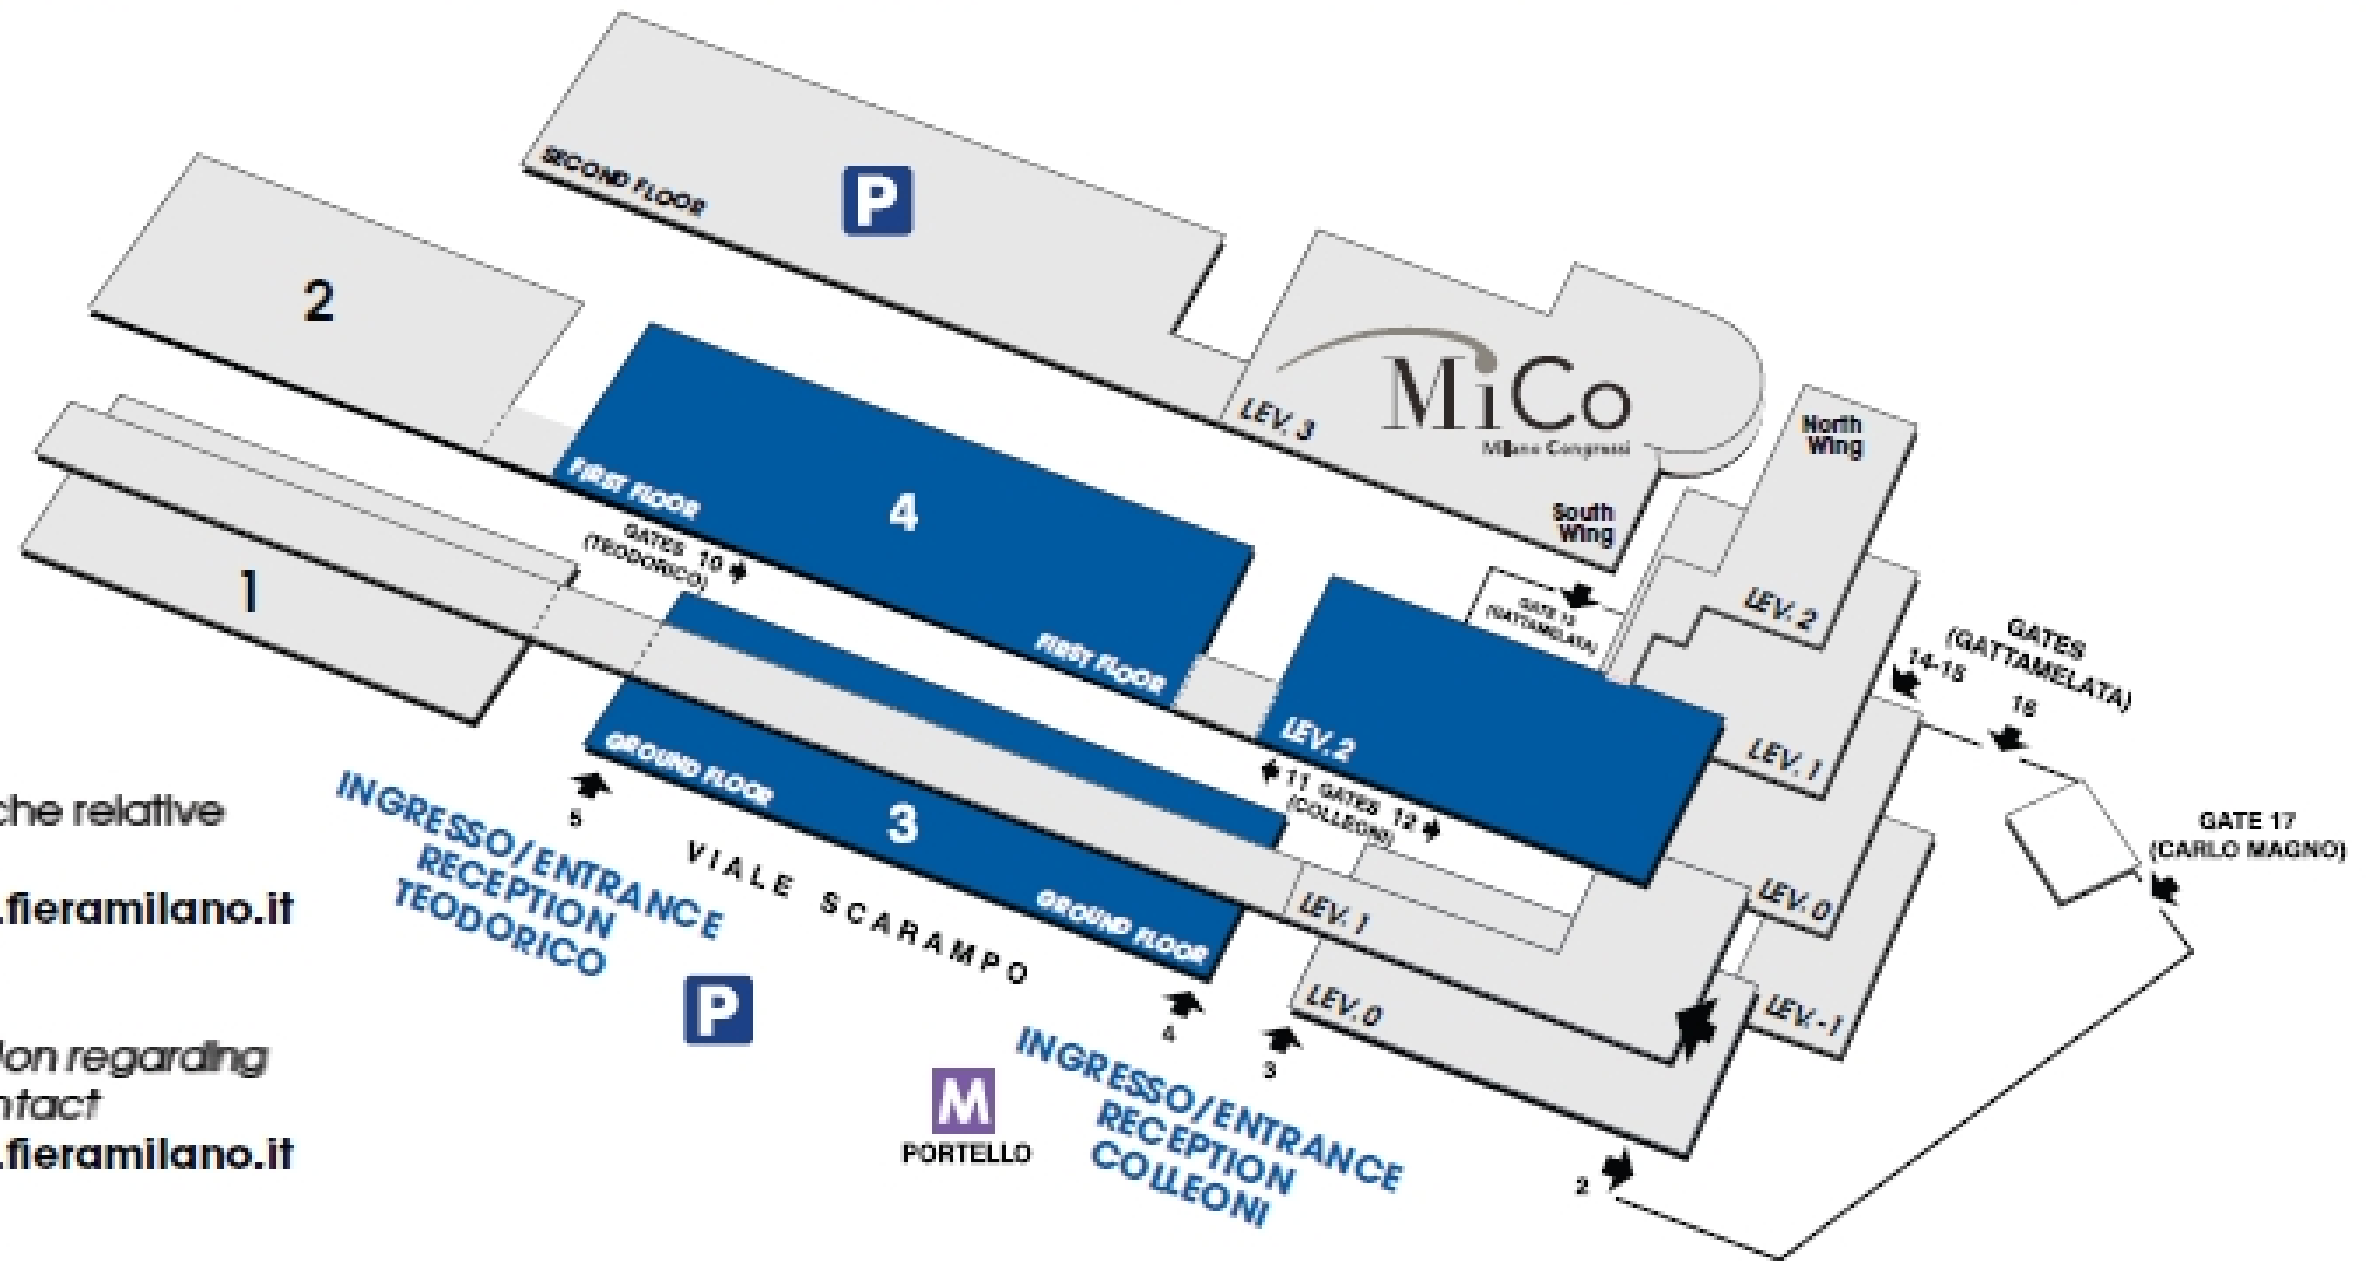 SECOND FLOOR
P
2
MiCo
Milano Congressi
LEV. 3
North
Wing
South
Wing
4
FIRST FLOOR
GATES 10
(TEODORICO)
FIRST FLOOR
(GATTAMELATA)
LEV. 2
GATES
(GATTAMELATA)
14-15
16
1
LEV. 2
LEV. 1
11 GATES 12
(COLLEONI)
GROUND FLOOR
3
5
INGRESSO/ENTRANCE
RECEPTION
TEODORICO
VIALE SCARAMPO
GROUND FLOOR
LEV. 1
LEV. 0
GATE 17
(CARLO MAGNO)
che relative
.fieramilano.it
P
4
3
LEV. 0
LEV. -1
ion regarding
ntact
.fieramilano.it
M
PORTELLO
INGRESSO/ENTRANCE
RECEPTION
COLLEONI
2